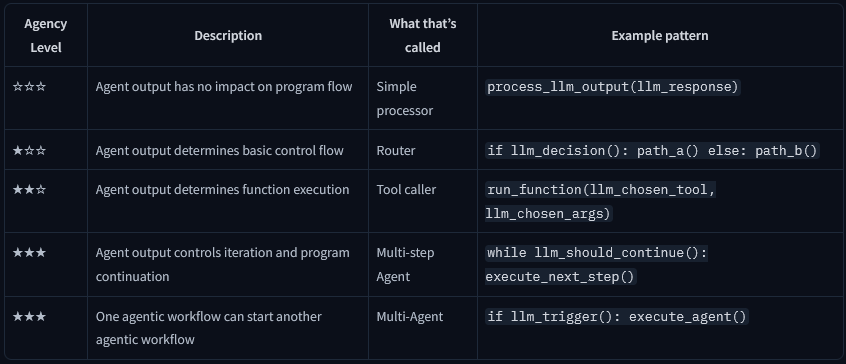 Agency Level
Description
What that's called
Example pattern
☆☆☆
Agent output has no impact on program flow
Simple processor
process_llm_output(llm_response)
★☆☆
Agent output determines basic control flow
Router
if llm_decision(): path_a() else: path_b()
★★☆
Agent output determines function execution
Tool caller
run_function(llm_chosen_tool,
llm_chosen_args)
★★★
Agent output controls iteration and program
continuation
Multi-step
Agent
while llm_should_continue():
execute_next_step()
★★★
One agentic workflow can start another
agentic workflow
Multi-Agent
if llm_trigger(): execute_agent()